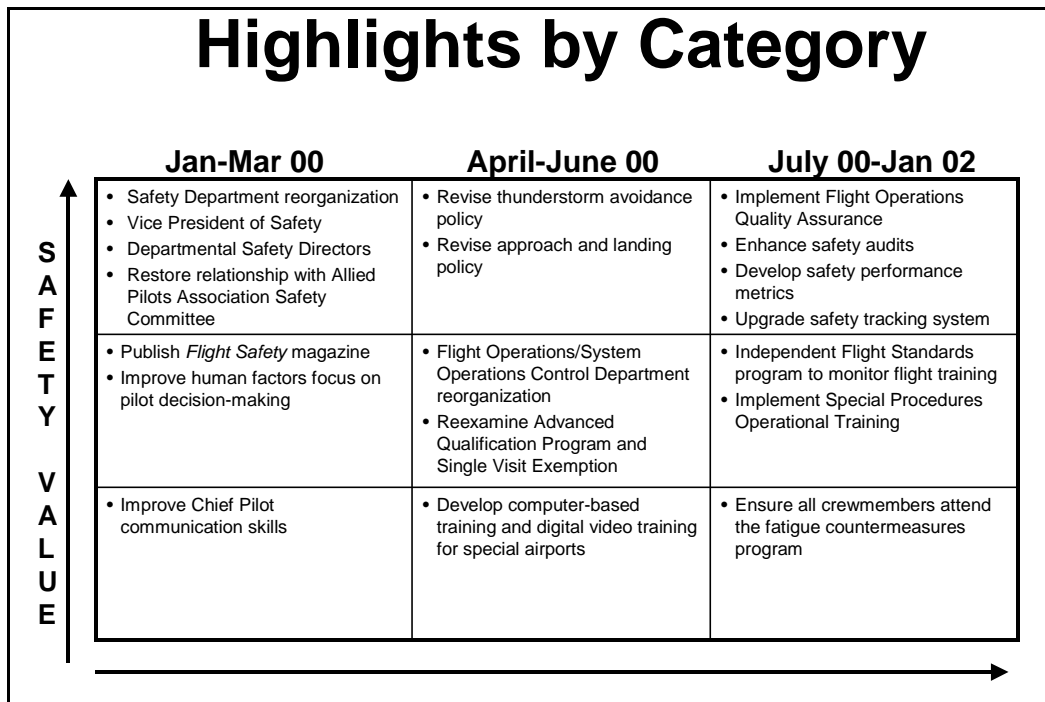 Highlights by Category
Jan-Mar 00
April-June 00
July 00-Jan 02
SAFETY VALUE
• Safety Department reorganization
• Vice President of Safety
• Departmental Safety Directors
• Restore relationship with Allied
Pilots Association Safety
Committee
• Revise thunderstorm avoidance
policy
• Revise approach and landing
policy
• Implement Flight Operations
Quality Assurance
• Enhance safety audits
• Develop safety performance
metrics
• Upgrade safety tracking system
• Publish Flight Safety magazine
• Improve human factors focus on
pilot decision-making
• Flight Operations/System
Operations Control Department
reorganization
• Reexamine Advanced
Qualification Program and
Single Visit Exemption
• Independent Flight Standards
program to monitor flight training
• Implement Special Procedures
Operational Training
• Improve Chief Pilot
communication skills
• Develop computer-based
training and digital video training
for special airports
• Ensure all crewmembers attend
the fatigue countermeasures
program